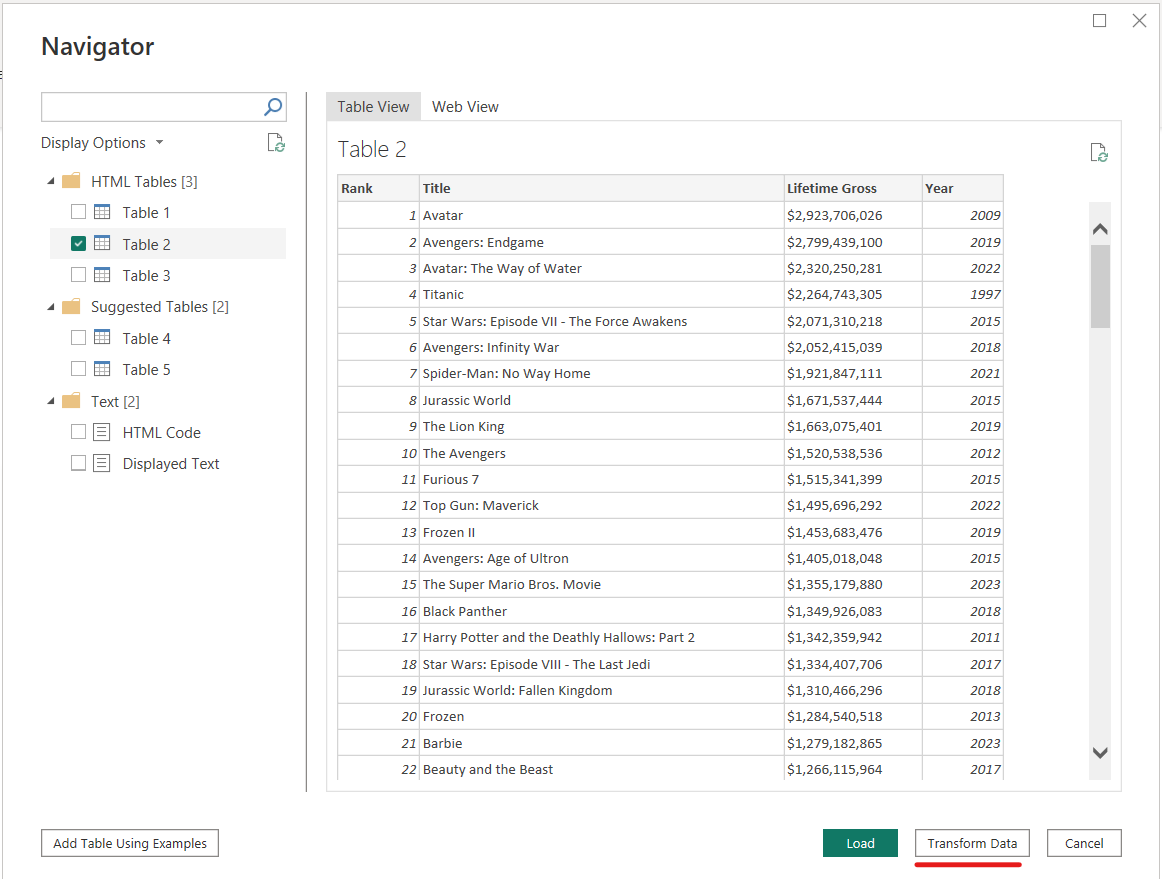 Navigator
Display Options
HTML Tables [3]
Table 1
Table 2
Table 3
Suggested Tables [2]
Table 4
Table 5
Text [2]
HTML Code
Displayed Text
Table View Web View
Table 2
Rank Title Lifetime Gross Year
1 Avatar $2,923,706,026 2009
2 Avengers: Endgame $2,799,439,100 2019
3 Avatar: The Way of Water $2,320,250,281 2022
4 Titanic $2,264,743,305 1997
5 Star Wars: Episode VII - The Force Awakens $2,071,310,218 2015
6 Avengers: Infinity War $2,052,415,039 2018
7 Spider-Man: No Way Home $1,921,847,111 2021
8 Jurassic World $1,671,537,444 2015
9 The Lion King $1,663,075,401 2019
10 The Avengers $1,520,538,536 2012
11 Furious 7 $1,515,341,399 2015
12 Top Gun: Maverick $1,495,696,292 2022
13 Frozen II $1,453,683,476 2019
14 Avengers: Age of Ultron $1,405,018,048 2015
15 The Super Mario Bros. Movie $1,355,179,880 2023
16 Black Panther $1,349,926,083 2018
17 Harry Potter and the Deathly Hallows: Part 2 $1,342,359,942 2011
18 Star Wars: Episode VIII - The Last Jedi $1,334,407,706 2017
19 Jurassic World: Fallen Kingdom $1,310,466,296 2018
20 Frozen $1,284,540,518 2013
21 Barbie $1,279,182,865 2023
22 Beauty and the Beast $1,266,115,964 2017
Add Table Using Examples Load Transform Data Cancel